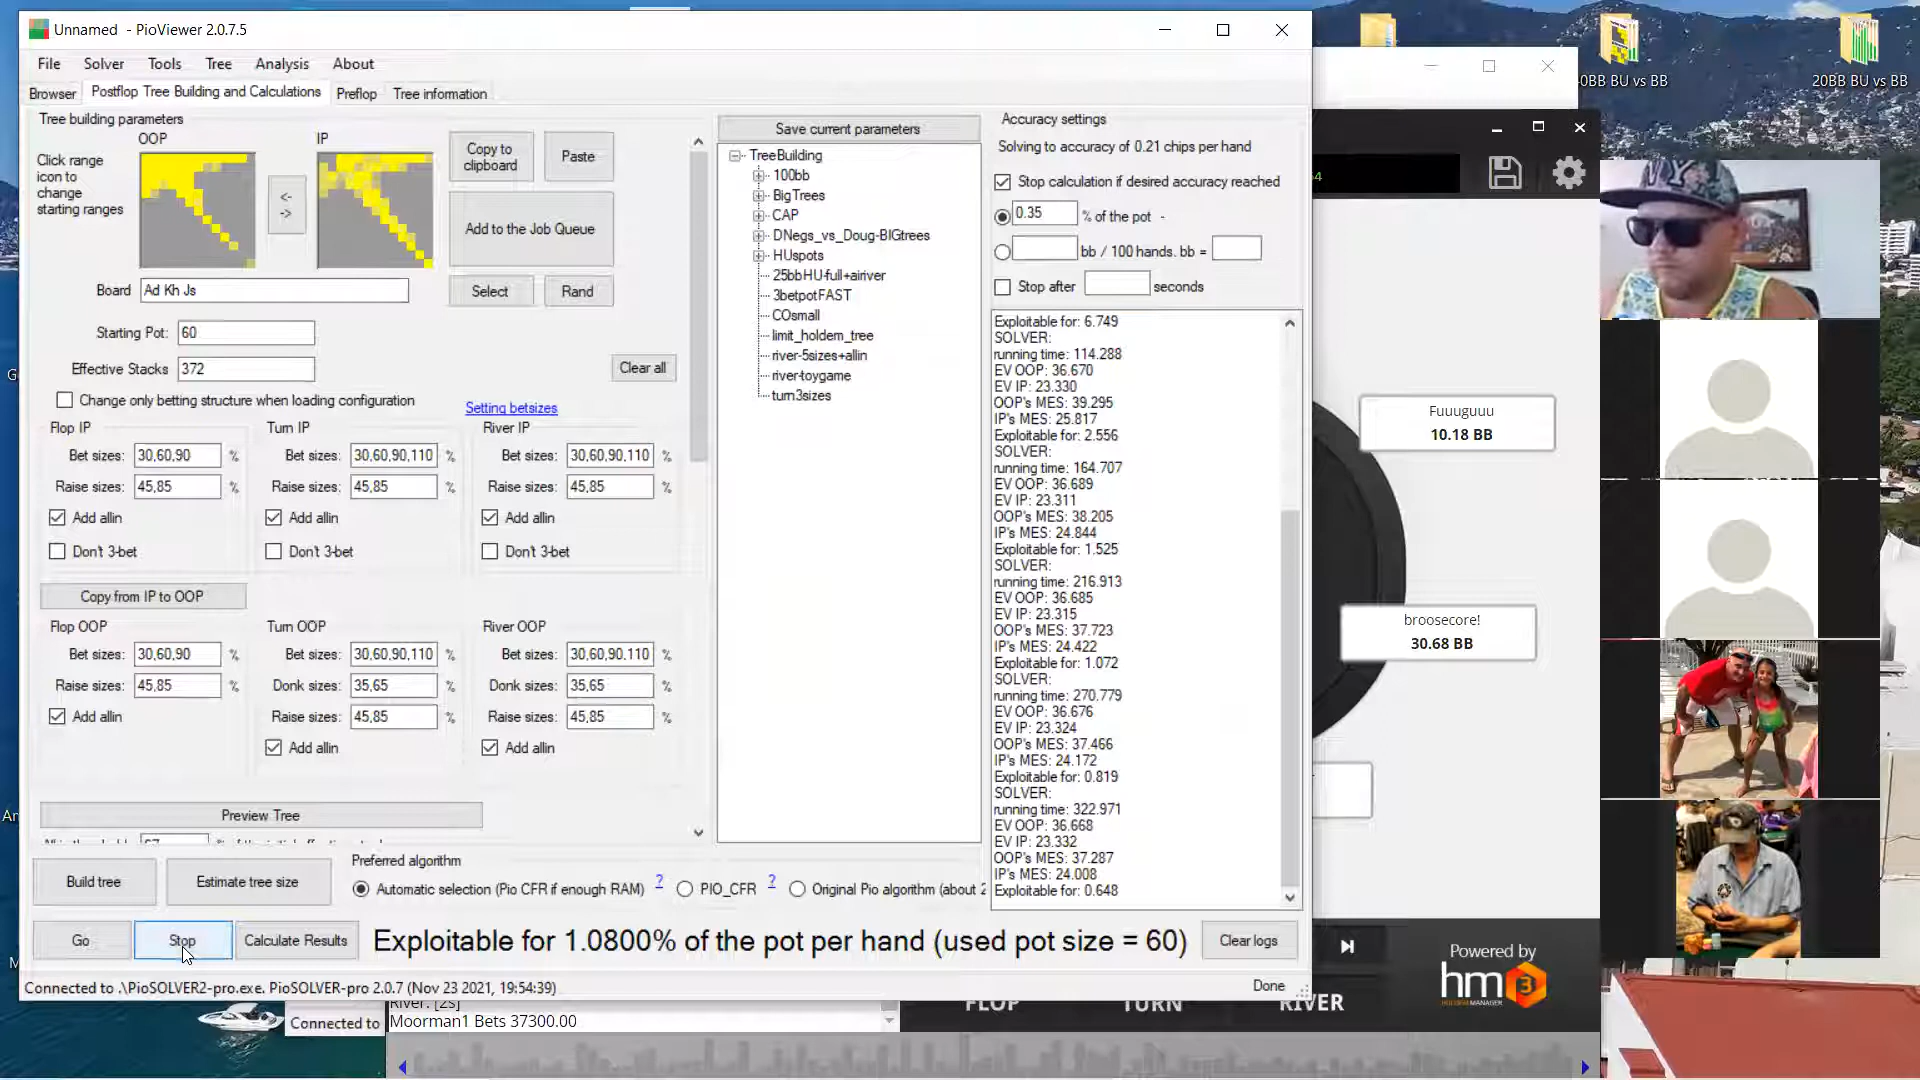 Unnamed - PioViewer 2.0.7.5
File Solver Tools Tree Analysis About
Browser Postflop Tree Building and Calculations Preflop Tree information
Tree building parameters
OOP
IP
Click range
icon to
change
starting ranges
<-
->
Copy to
clipboard
Paste
Add to the Job Queue
Board Ad Kh Js
Select
Rand
Starting Pot: 60
Effective Stacks 372
Clear all
Change only betting structure when loading configuration
Setting betsizes
Flop IP
Bet sizes: 30,60,90 %
Raise sizes: 45,85 %
Add allin
Don't 3-bet
Turn IP
Bet sizes: 30,60,90,110 %
Raise sizes: 45,85 %
Add allin
Don't 3-bet
River IP
Bet sizes: 30,60,90,110 %
Raise sizes: 45,85 %
Add allin
Don't 3-bet
Copy from IP to OOP
Flop OOP
Bet sizes: 30,60,90 %
Raise sizes: 45,85 %
Add allin
Turn OOP
Bet sizes: 30,60,90,110 %
Donk sizes: 35,65 %
Raise sizes: 45,85 %
Add allin
River OOP
Bet sizes: 30,60,90,110 %
Donk sizes: 35,65 %
Raise sizes: 45,85 %
Add allin
Preview Tree
Build tree
Estimate tree size
Preferred algorithm
Automatic selection (Pio CFR if enough RAM) ? PIO_CFR ? Original Pio algorithm (about 2
Go
Stop
Calculate Results
Exploitable for 1.0800% of the pot per hand (used pot size = 60)
Clear logs
Connected to .\PioSOLVER2-pro.exe. PioSOLVER-pro 2.0.7 (Nov 23 2021, 19:54:39)
Done
Save current parameters
TreeBuilding
100bb
BigTrees
CAP
DNegs_vs_Doug-BIGtrees
HUspots
25bbHU-full+airiver
3betpotFAST
COsmall
limit_holdem_tree
river-5sizes+allin
river-toygame
turn3sizes
Accuracy settings
Solving to accuracy of 0.21 chips per hand
Stop calculation if desired accuracy reached
0.35 % of the pot -
bb / 100 hands. bb =
Stop after seconds
Exploitable for: 6.749
SOLVER:
running time: 114.288
EV OOP: 36.670
EV IP: 23.330
OOP's MES: 39.295
IP's MES: 25.817
Exploitable for: 2.556
SOLVER:
running time: 164.707
EV OOP: 36.689
EV IP: 23.311
OOP's MES: 38.205
IP's MES: 24.844
Exploitable for: 1.525
SOLVER:
running time: 216.913
EV OOP: 36.685
EV IP: 23.315
OOP's MES: 37.723
IP's MES: 24.422
Exploitable for: 1.072
SOLVER:
running time: 270.779
EV OOP: 36.676
EV IP: 23.324
OOP's MES: 37.466
IP's MES: 24.172
Exploitable for: 0.819
SOLVER:
running time: 322.971
EV OOP: 36.668
EV IP: 23.332
OOP's MES: 37.287
IP's MES: 24.008
Exploitable for: 0.648
0BB BU vs BB
20BB BU vs BB
Fuuuguuu
10.18 BB
broosecore!
30.68 BB
Powered by
hm3
HOLDEM MANAGER
FLOP TURN RIVER
Connected to
River: [2s]
Moorman1 Bets 37300.00